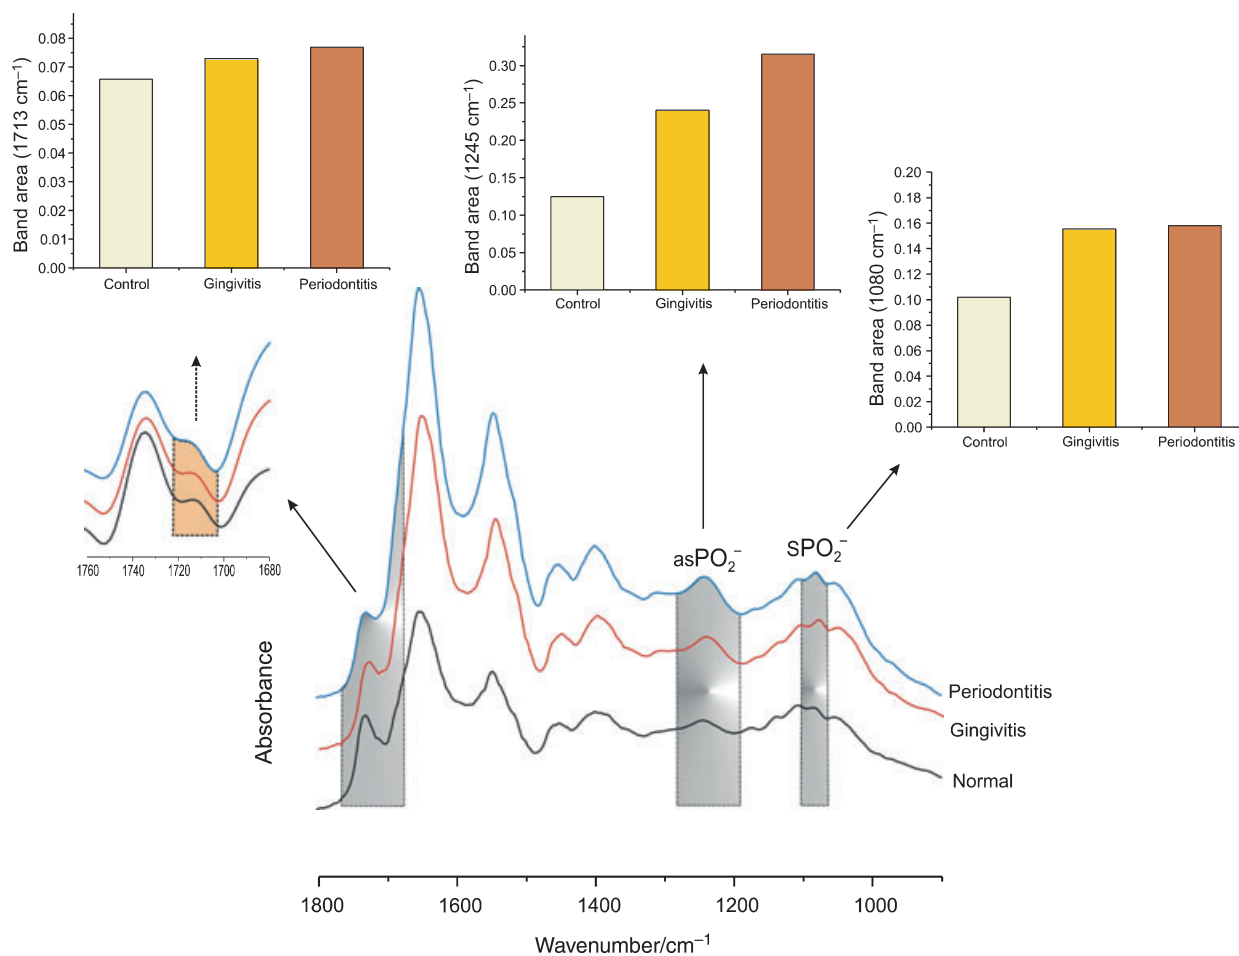 Band area (1713 cm⁻¹)
0.08
0.07
0.06
0.05
0.04
0.03
0.02
0.01
0.00
Control Gingivitis Periodontitis
Band area (1245 cm⁻¹)
0.30
0.25
0.20
0.15
0.10
0.05
0.00
Control Gingivitis Periodontitis
Band area (1080 cm⁻¹)
0.20
0.18
0.16
0.14
0.12
0.10
0.08
0.06
0.04
0.02
0.00
Control Gingivitis Periodontitis
1760 1740 1720 1700 1680
asPO₂⁻
SPO₂⁻
Absorbance
Periodontitis
Gingivitis
Normal
1800 1600 1400 1200 1000
Wavenumber/cm⁻¹